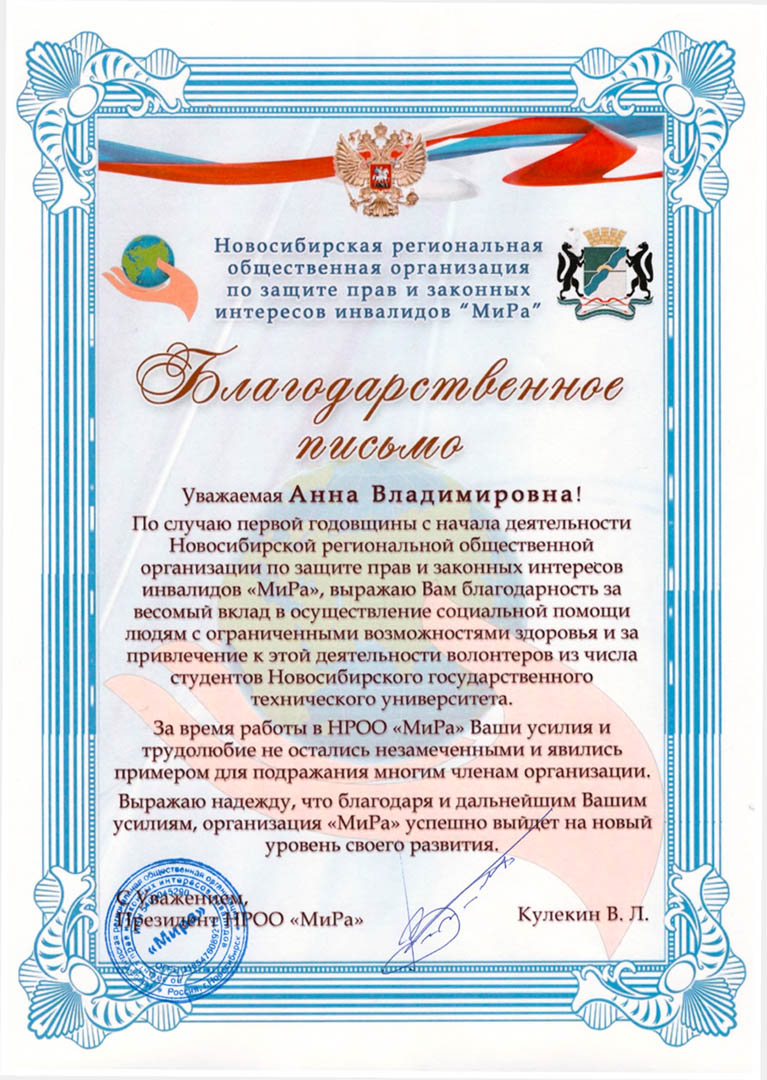 Новосибирская региональная
общественная организация
по защите прав и законных
интересов инвалидов “МиРа”
Благодарственное
письмо
Уважаемая Анна Владимировна!
По случаю первой годовщины с начала деятельности
Новосибирской региональной общественной
организации по защите прав и законных интересов
инвалидов «МиРа», выражаю Вам благодарность за
весомый вклад в осуществление социальной помощи
людям с ограниченными возможностями здоровья и за
привлечение к этой деятельности волонтеров из числа
студентов Новосибирского государственного
технического университета.
За время работы в НРОО «МиРа» Ваши усилия и
трудолюбие не остались незамеченными и явились
примером для подражания многим членам организации.
Выражаю надежду, что благодаря и дальнейшим Вашим
усилиям, организация «МиРа» успешно выйдет на новый
уровень своего развития.
С Уважением,
Президент НРОО «МиРа»
Кулекин В. Л.
«Мира»
Россия, г. Новосибирск